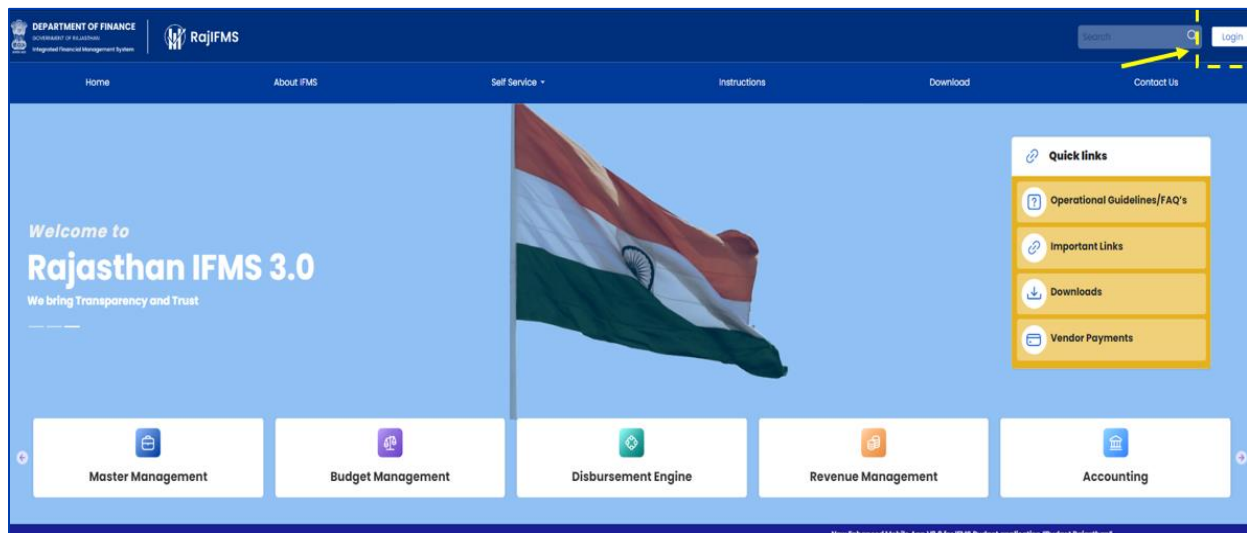 DEPARTMENT OF FINANCE
GOVERNMENT OF RAJASTHAN
Integrated Financial Management System
RajIFMS
Search
Login
Home
About IFMS
Self Service
Instructions
Download
Contact Us
Quick links
Operational Guidelines/FAQ's
Important Links
Downloads
Vendor Payments
Welcome to
Rajasthan IFMS 3.0
We bring Transparency and Trust
Master Management
Budget Management
Disbursement Engine
Revenue Management
Accounting